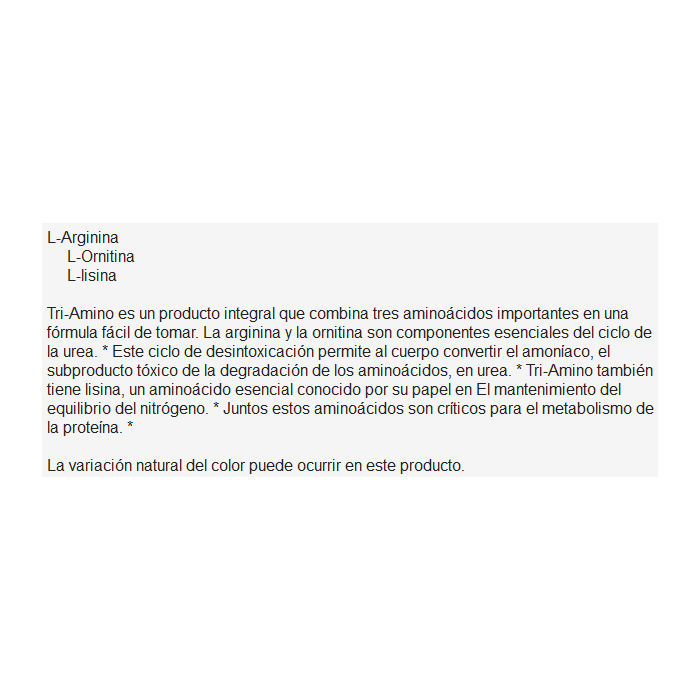 L-Arginina
L-Ornitina
L-lisina
Tri-Amino es un producto integral que combina tres aminoácidos importantes en una
fórmula fácil de tomar. La arginina y la ornitina son componentes esenciales del ciclo de
la urea. * Este ciclo de desintoxicación permite al cuerpo convertir el amoníaco, el
subproducto tóxico de la degradación de los aminoácidos, en urea. * Tri-Amino también
tiene lisina, un aminoácido esencial conocido por su papel en El mantenimiento del
equilibrio del nitrógeno. * Juntos estos aminoácidos son críticos para el metabolismo de
la proteína. *
La variación natural del color puede ocurrir en este producto.